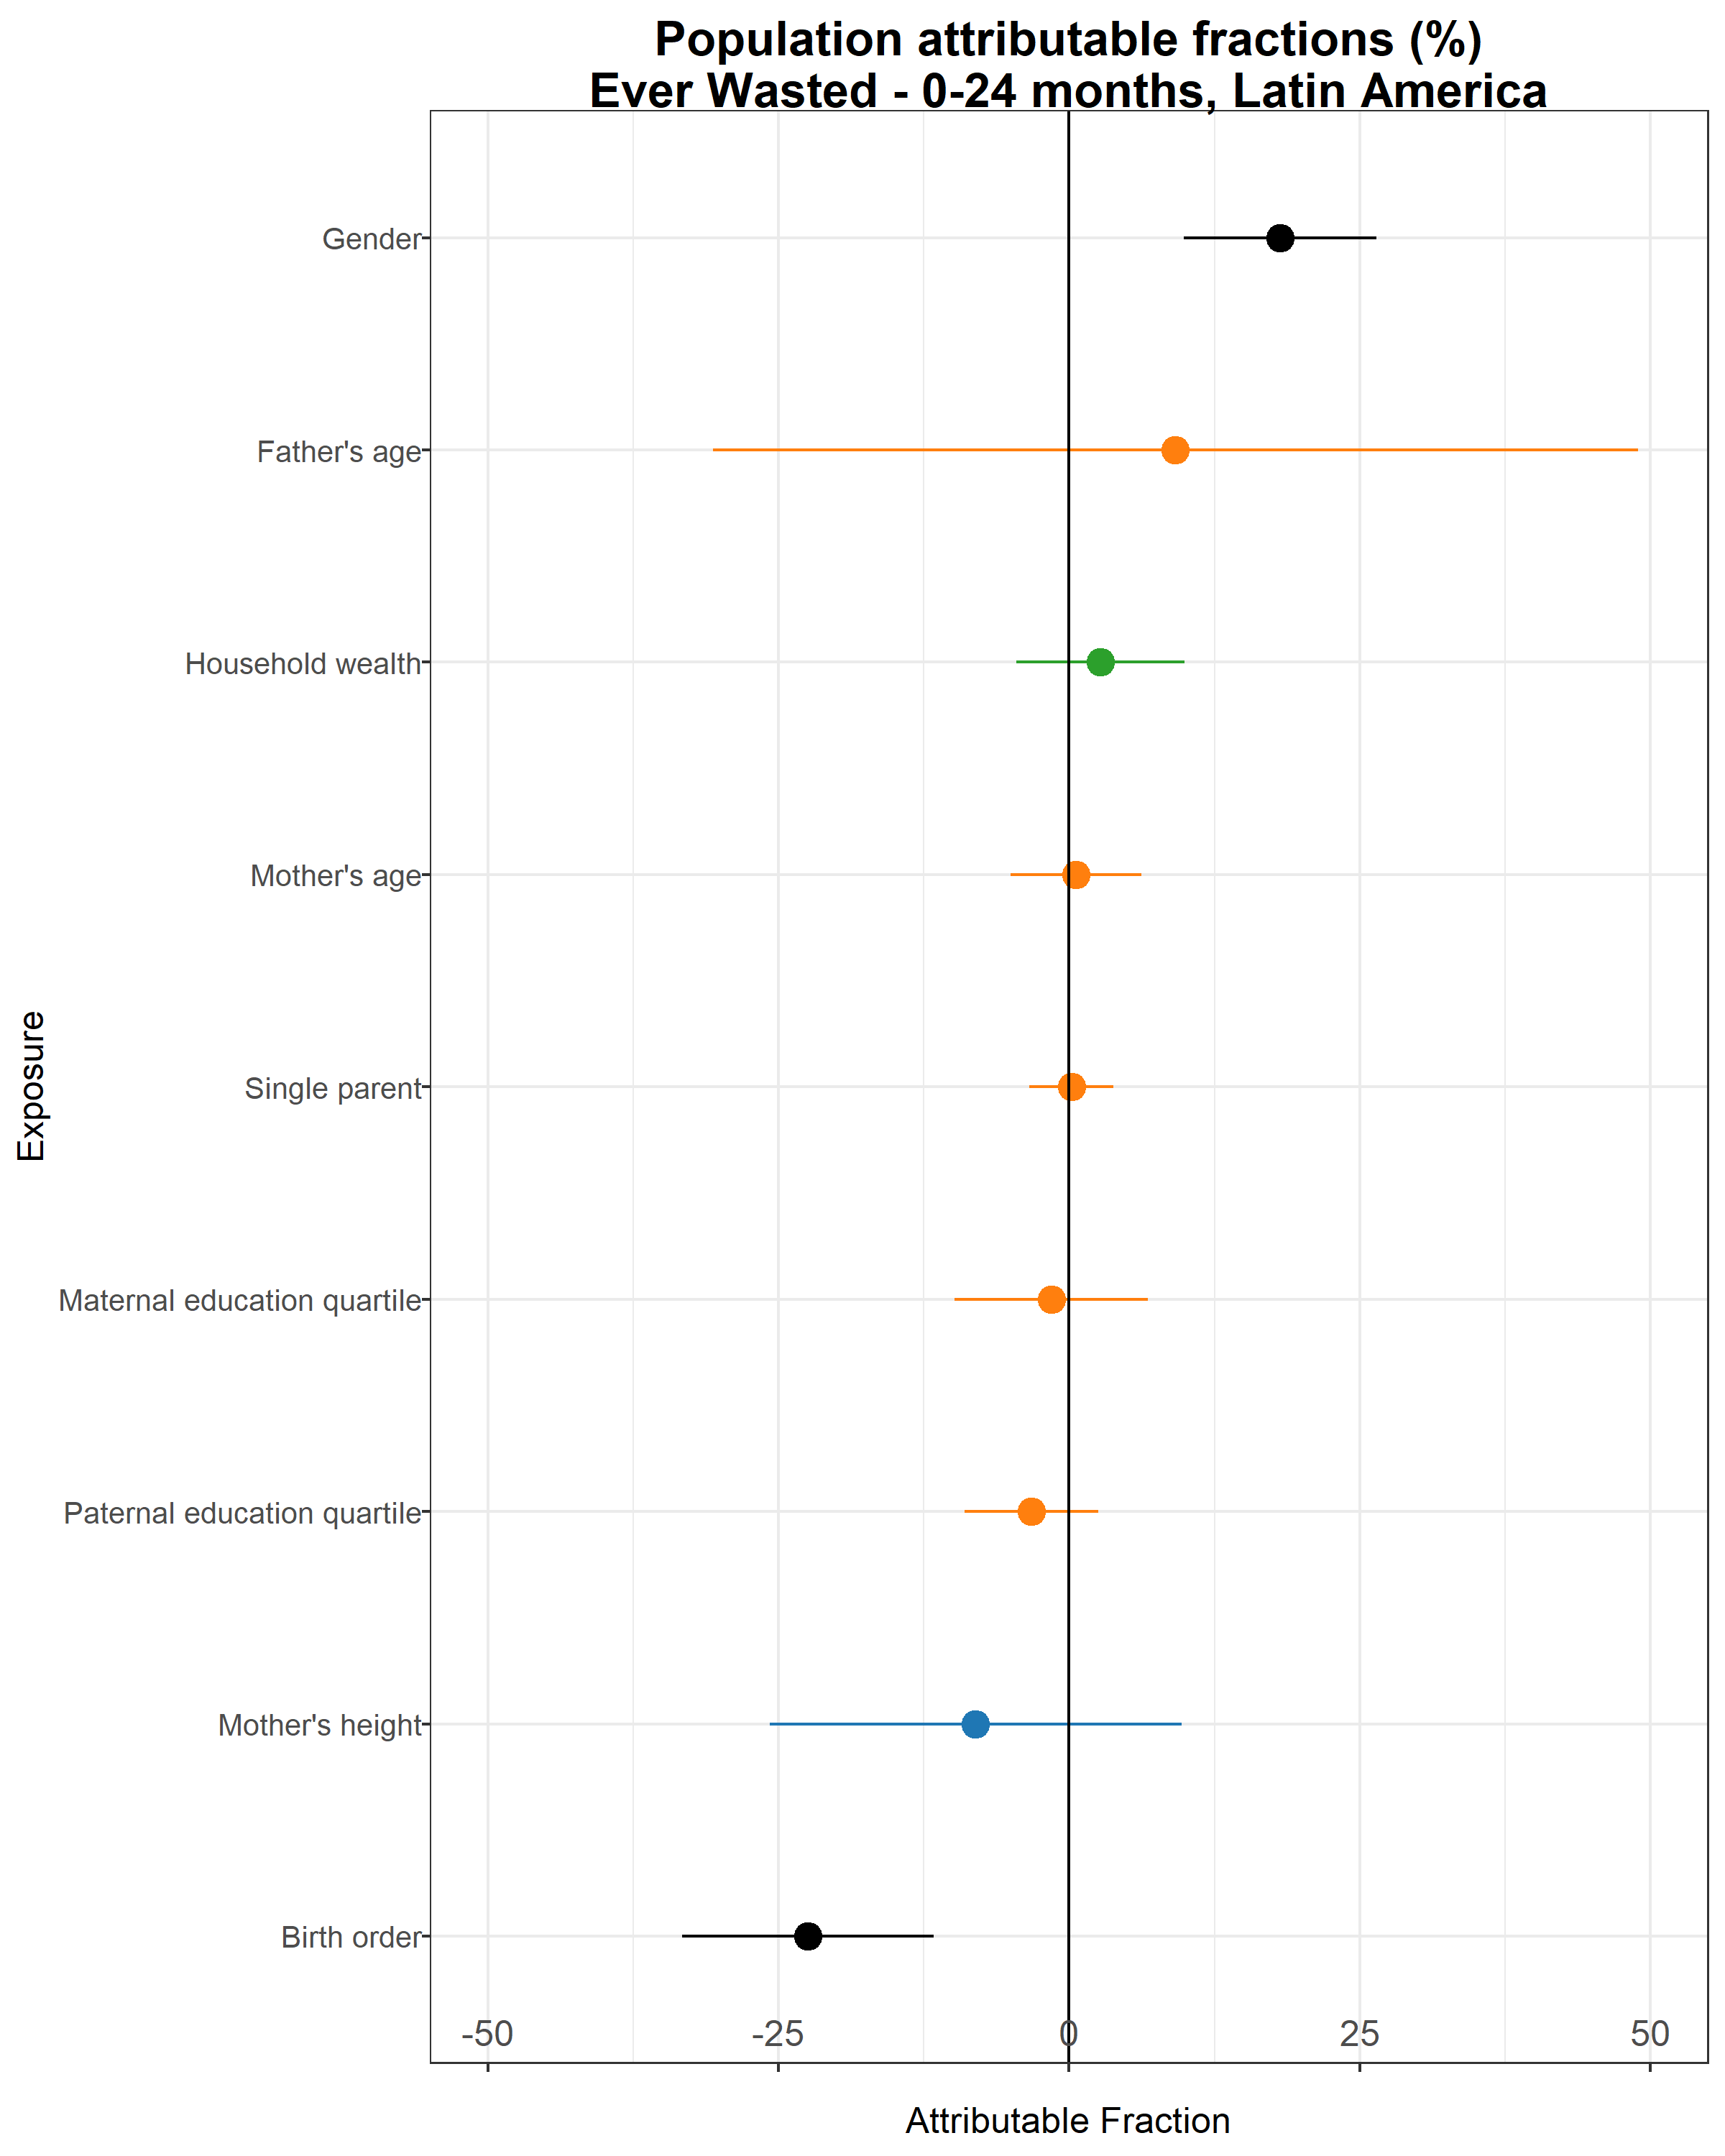 Population attributable fractions (%)
Ever Wasted - 0-24 months, Latin America
Gender
Father's age
Household wealth
Mother's age
Single parent
Maternal education quartile
Paternal education quartile
Mother's height
Birth order
Exposure
-50 -25 0 25 50
Attributable Fraction